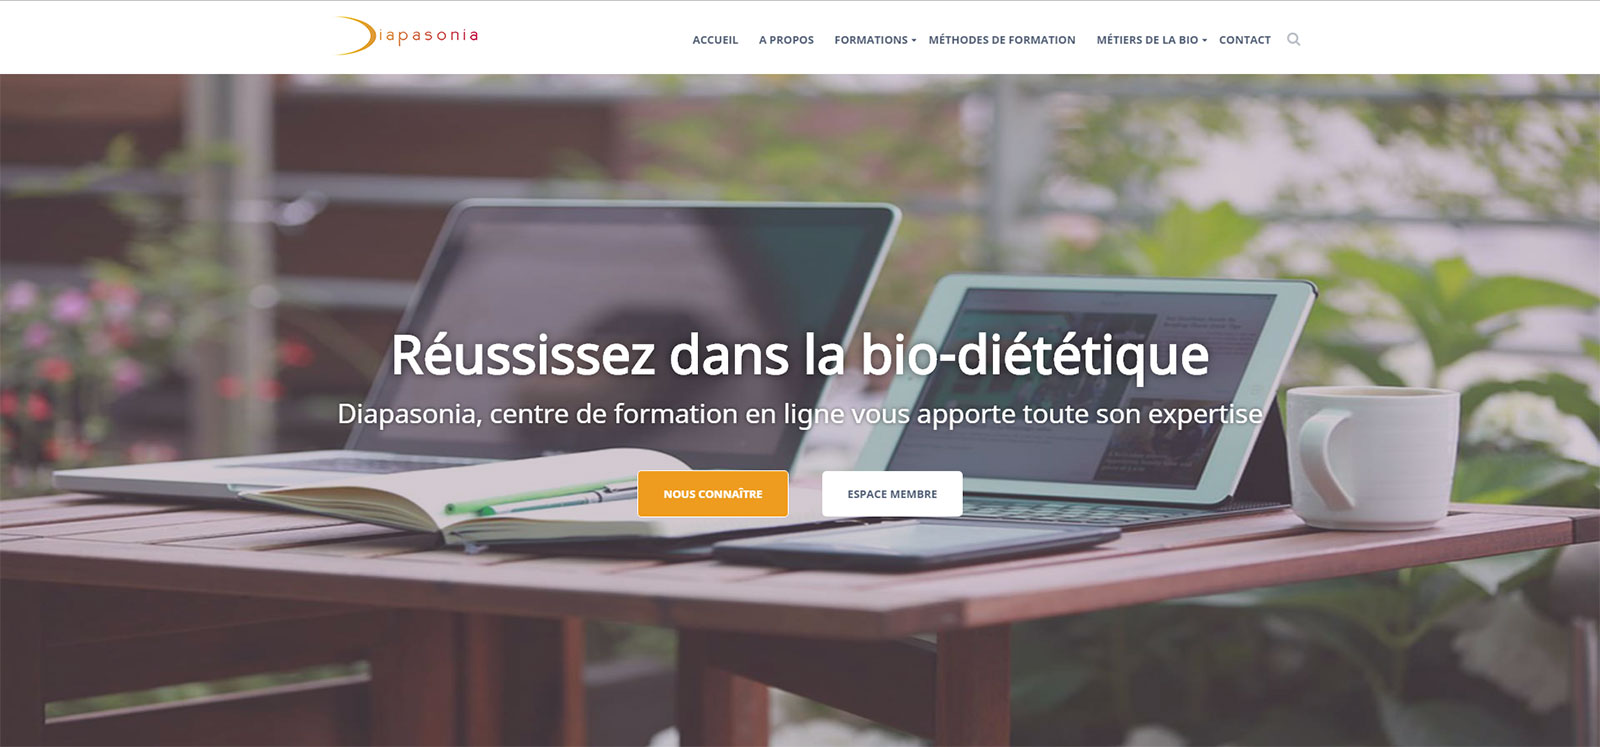 Diapasonia
ACCUEIL A PROPOS FORMATIONS MÉTHODES DE FORMATION MÉTIERS DE LA BIO CONTACT
Réussissez dans la bio-diététique
Diapasonia, centre de formation en ligne vous apporte toute son expertise
NOUS CONNAÎTRE ESPACE MEMBRE